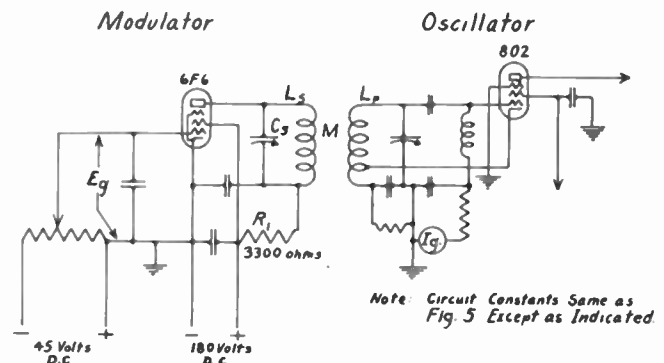 Modulator
Oscillator
6F6
802
Ls
Lp
Cs
M
Eg
R1
3300 ohms
Ig.
Note: Circuit Constants Same as
Fig. 5 Except as Indicated.
- 45 Volts +
D.C
- 180 Volts +
D.C.